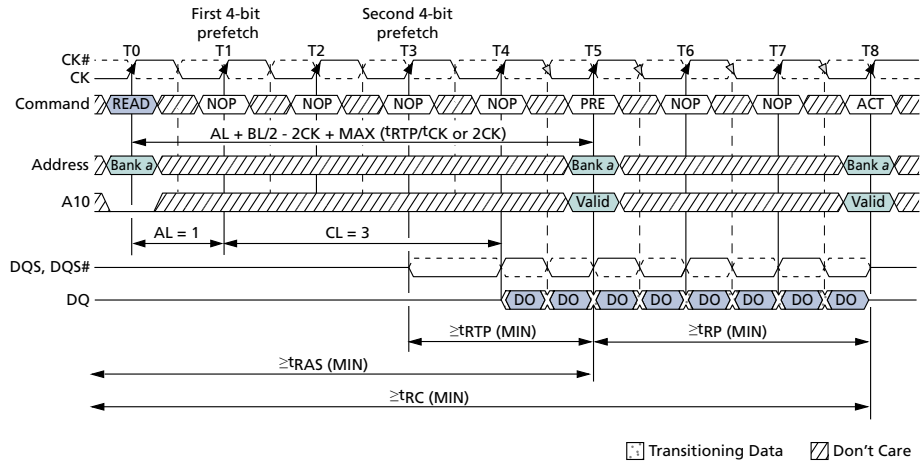 First 4-bit prefetch
Second 4-bit prefetch
T0 T1 T2 T3 T4 T5 T6 T7 T8
CK#
CK
Command READ NOP NOP NOP NOP PRE NOP NOP ACT
AL + BL/2 - 2CK + MAX (tRTP/tCK or 2CK)
Address Bank a Bank a Bank a
A10 Valid Valid
AL = 1 CL = 3
DQS, DQS#
DQ DO DO DO DO DO DO DO DO
≥tRTP (MIN) ≥tRP (MIN)
≥tRAS (MIN)
≥tRC (MIN)
Transitioning Data Don't Care